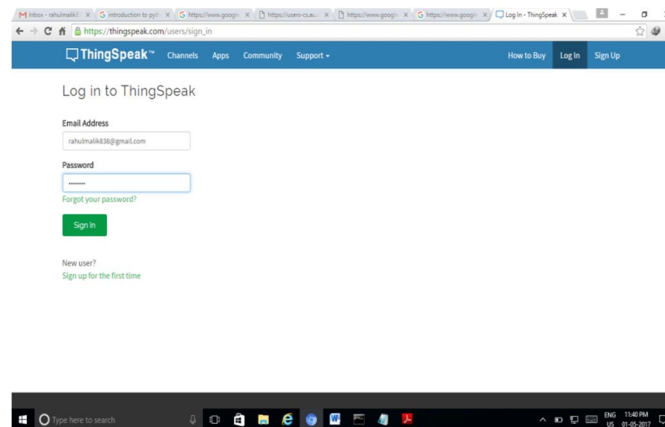 Inbox - rahulmalik8
introduction to pyt
https://www.goog
https://users-cs.au
https://www.goog
https://www.goog
Log In - ThingSpeak
https://thingspeak.com/users/sign_in
ThingSpeak™ Channels Apps Community Support How to Buy Log In Sign Up
Log in to ThingSpeak
Email Address
rahulmalik838@gmail.com
Password
Forgot your password?
Sign In
New user?
Sign up for the first time
Type here to search
ENG 11:40 PM
US 01-05-2017